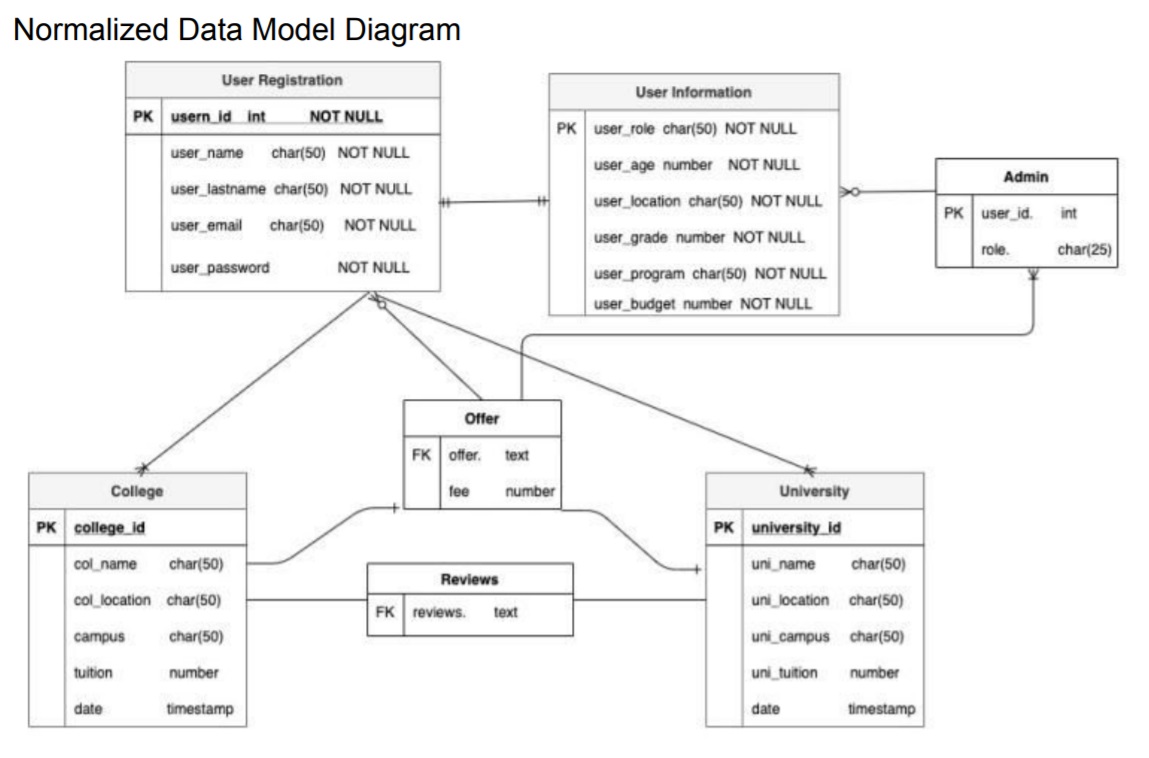 Normalized Data Model Diagram
User Registration
PK usern_id int NOT NULL
user_name char(50) NOT NULL
user_lastname char(50) NOT NULL
user_email char(50) NOT NULL
user_password NOT NULL
User Information
PK user_role char(50) NOT NULL
user_age number NOT NULL
user_location char(50) NOT NULL
user_grade number NOT NULL
user_program char(50) NOT NULL
user_budget number NOT NULL
Admin
PK user_id. int
role. char(25)
Offer
FK offer. text
fee number
College
PK college_id
col_name char(50)
col_location char(50)
campus char(50)
tuition number
date timestamp
Reviews
FK reviews. text
University
PK university_id
uni_name char(50)
uni_location char(50)
uni_campus char(50)
uni_tuition number
date timestamp